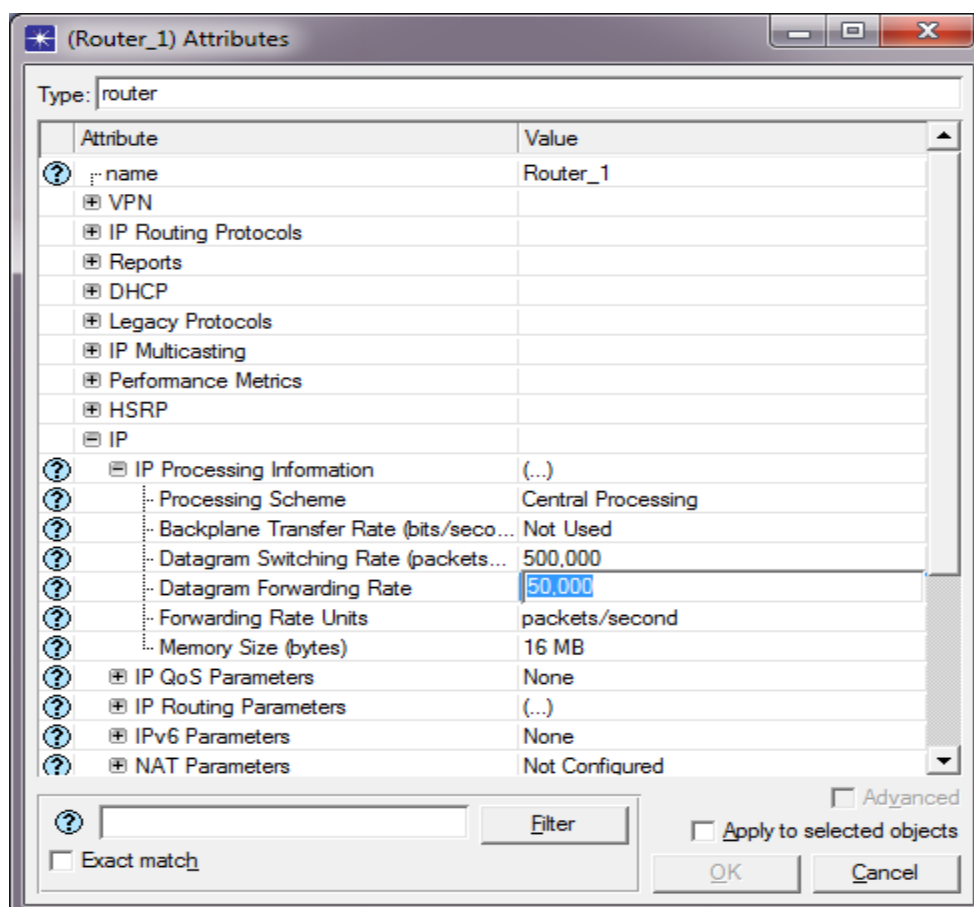 (Router_1) Attributes
Type: router
Attribute Value
name Router_1
VPN
IP Routing Protocols
Reports
DHCP
Legacy Protocols
IP Multicasting
Performance Metrics
HSRP
IP
IP Processing Information (...)
Processing Scheme Central Processing
Backplane Transfer Rate (bits/seco... Not Used
Datagram Switching Rate (packets... 500,000
Datagram Forwarding Rate 50,000
Forwarding Rate Units packets/second
Memory Size (bytes) 16 MB
IP QoS Parameters None
IP Routing Parameters (...)
IPv6 Parameters None
NAT Parameters Not Configured
Advanced
Filter
Apply to selected objects
Exact match
OK Cancel